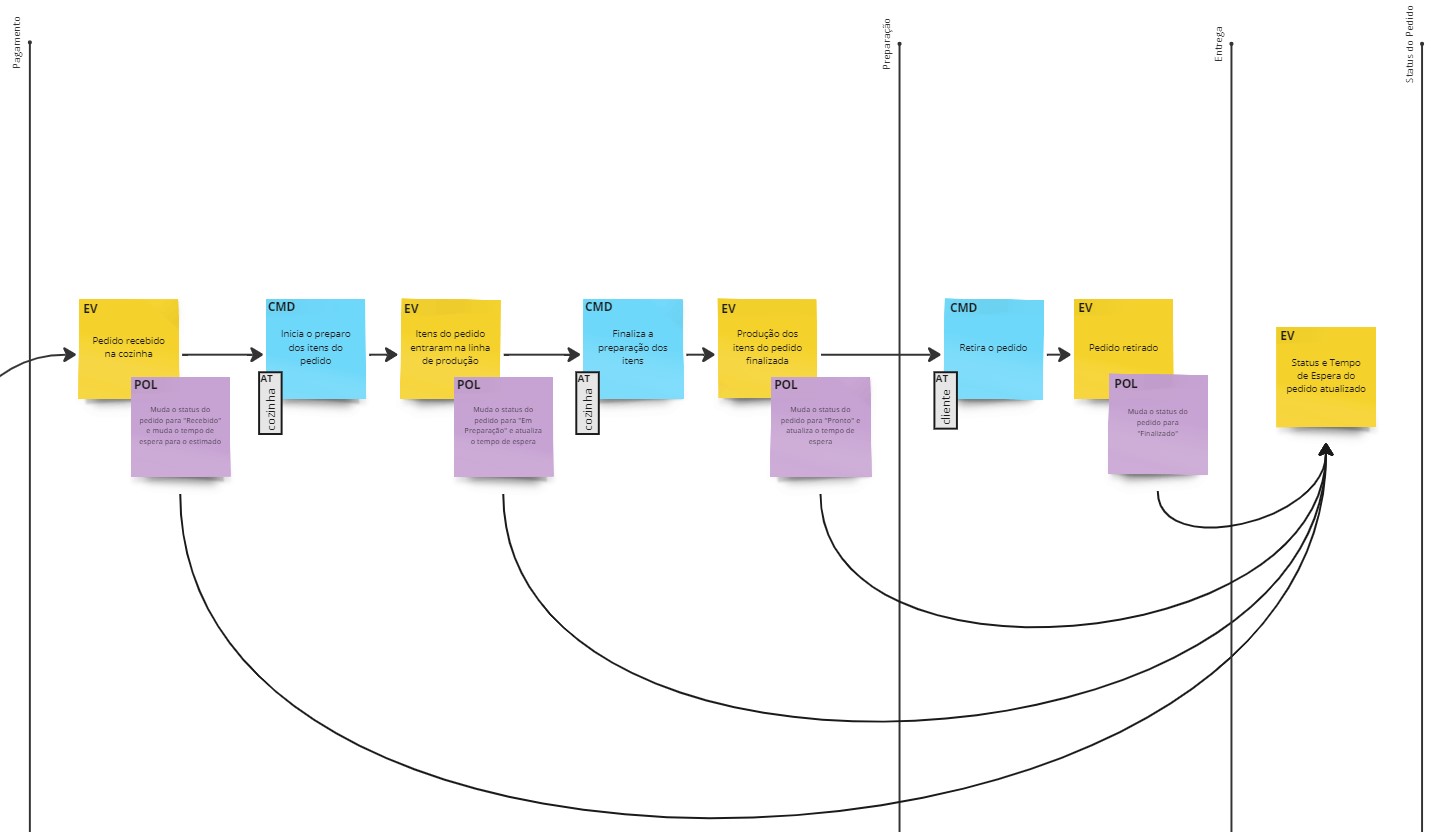 Pagamento
Preparação
Entrega
Status do Pedido
EV
Pedido recebido
na cozinha
POL
Muda o status do
pedido para "Recebido"
e muda o tempo de
espera para o estimado
CMD
Inicia o preparo
dos itens do
pedido
AT
cozinha
EV
Itens do pedido
entraram na linha
de produção
POL
Muda o status do
pedido para "Em
Preparação" e atualiza
o tempo de espera
CMD
Finaliza a
preparação dos
itens
AT
cozinha
EV
Produção dos
itens do pedido
finalizada
POL
Muda o status do
pedido para "Pronto" e
atualiza o tempo de
espera
CMD
Retira o pedido
AT
cliente
EV
Pedido retirado
POL
Muda o status do
pedido para
"Finalizado"
EV
Status e Tempo
de Espera do
pedido atualizado